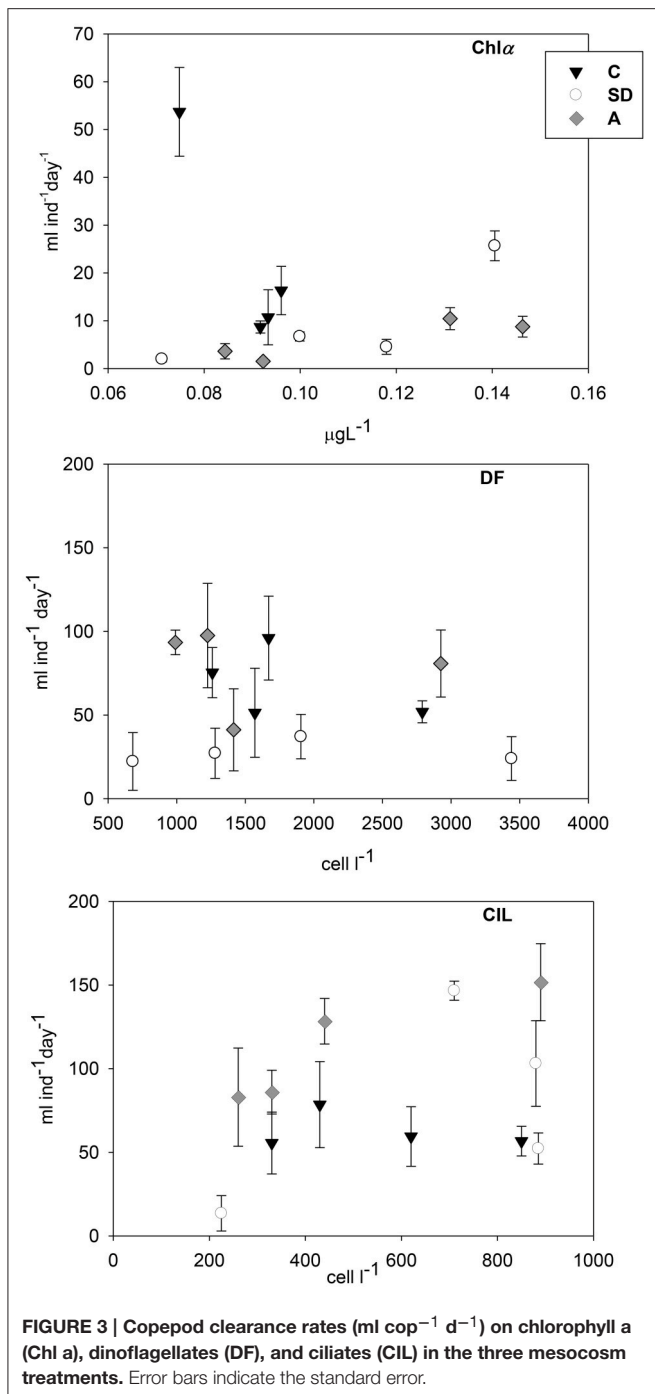 70
60
50
40
30
20
10
0
ml ind-1day-1
Chlα
C
SD
A
0.06 0.08 0.10 0.12 0.14 0.16
µgL-1
200
150
100
50
0
ml ind-1 day-1
DF
500 1000 1500 2000 2500 3000 3500 4000
cell l-1
200
150
100
50
0
ml ind-1day-1
CIL
0 200 400 600 800 1000
cell l-1
FIGURE 3 | Copepod clearance rates (ml cop−1 d−1) on chlorophyll a
(Chl a), dinoflagellates (DF), and ciliates (CIL) in the three mesocosm
treatments. Error bars indicate the standard error.